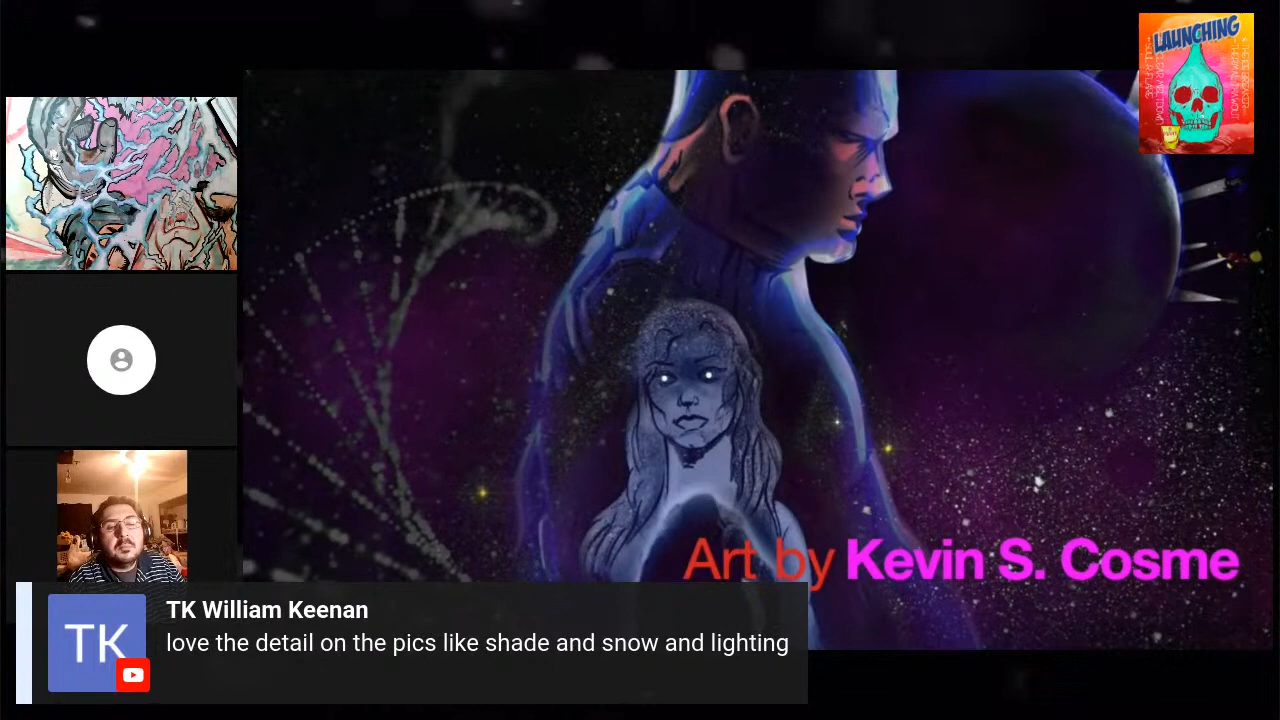 LAUNCHING
Art by Kevin S. Cosme
TK William Keenan
TK
love the detail on the pics like shade and snow and lighting